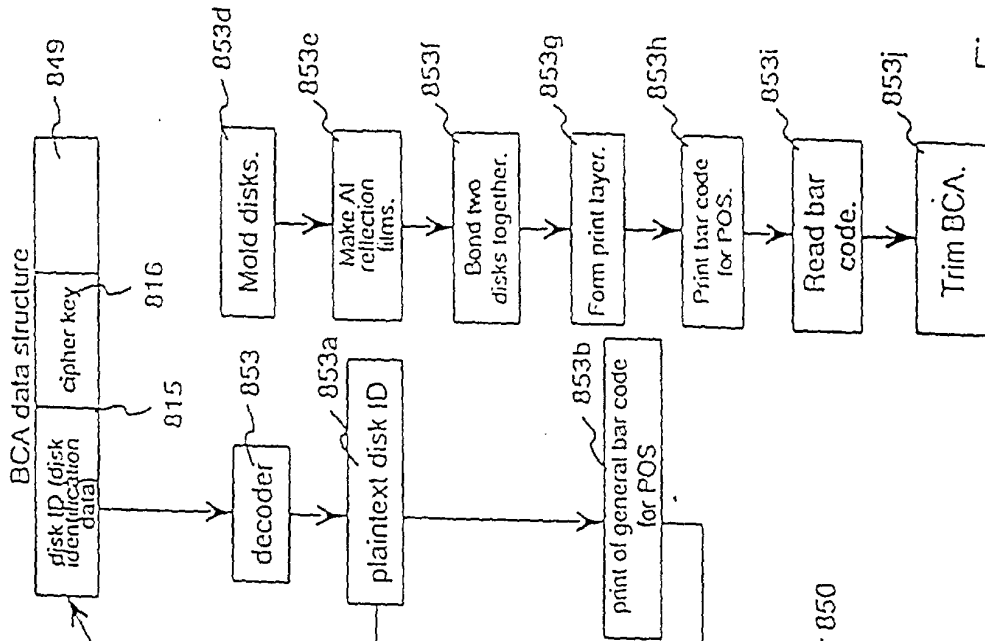 BCA data structure
849
disk ID (disk
identification
data)
cipher key
815
816
decoder
853
853a
plaintext disk ID
853b
print of general bar code
for POS
850
853d
Mold disks.
853e
Make Al
reflection
films.
853f
Bond two
disks together.
853g
Form print layer.
853h
Print bar code
for POS.
853i
Read bar
code.
853j
Trim BCA.